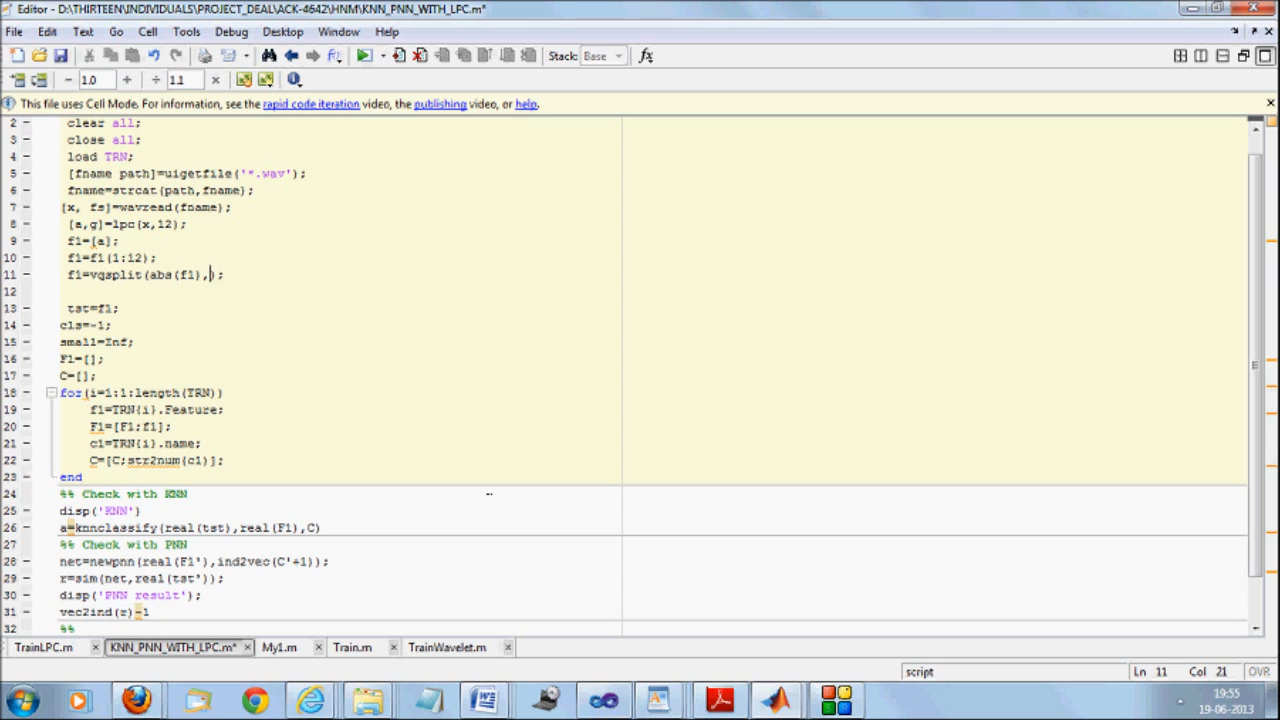 Editor - D:\THIRTEEN\INDIVIDUALS\PROJECT_DEAL\ACK-4642\HNM\KNN_PNN_WITH_LPC.m*
File Edit Text Go Cell Tools Debug Desktop Window Help
Stack: Base fx
- 1.0 + ÷ 1.1 ×
This file uses Cell Mode. For information, see the rapid code iteration video, the publishing video, or help.
2 - clear all;
3 - close all;
4 - load TRN;
5 - [fname path]=uigetfile('*.wav');
6 - fname=strcat(path,fname);
7 - [x, fs]=wavread(fname);
8 - [a,g]=lpc(x,12);
9 - f1=[a];
10 - f1=f1(1:12);
11 - f1=vqsplit(abs(f1),);
12
13 - tst=f1;
14 - cls=-1;
15 - small=Inf;
16 - F1=[];
17 - C=[];
18 - for(i=1:1:length(TRN))
19 - f1=TRN{i}.Feature;
20 - F1=[F1;f1];
21 - c1=TRN{i}.name;
22 - C=[C;str2num(c1)];
23 - end
24 %% Check with KNN
25 - disp('KNN')
26 - a=knnclassify(real(tst),real(F1),C)
27 %% Check with PNN
28 - net=newpnn(real(F1'),ind2vec(C'+1));
29 - r=sim(net,real(tst'));
30 - disp('PNN result');
31 - vec2ind(r)-1
32 %%
TrainLPC.m × KNN_PNN_WITH_LPC.m* × My1.m × Train.m × TrainWavelet.m ×
script Ln 11 Col 21 OVR
19:55
19-06-2013